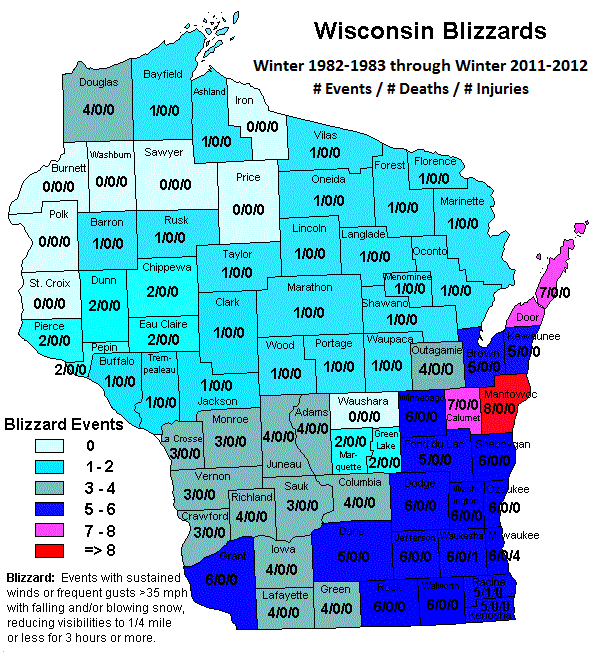 Wisconsin Blizzards
Winter 1982-1983 through Winter 2011-2012
# Events / # Deaths / # Injuries
Douglas
4/0/0
Bayfield
1/0/0
Ashland
1/0/0
Iron
0/0/0
Vilas
1/0/0
Burnett
0/0/0
Washburn
0/0/0
Sawyer
0/0/0
Price
0/0/0
Oneida
1/0/0
Forest
1/0/0
Florence
1/0/0
Marinette
1/0/0
Polk
0/0/0
Barron
1/0/0
Rusk
1/0/0
Lincoln
1/0/0
Langlade
1/0/0
Oconto
1/0/0
Taylor
1/0/0
Chippewa
2/0/0
St. Croix
0/0/0
Dunn
2/0/0
Clark
1/0/0
Marathon
1/0/0
Menominee
1/0/0
Shawano
1/0/0
Door
7/0/0
Pierce
2/0/0
Pepin
2/0/0
Eau Claire
2/0/0
Buffalo
1/0/0
Trem-
pealeau
1/0/0
Jackson
1/0/0
Wood
1/0/0
Portage
1/0/0
Waupaca
1/0/0
Outagamie
4/0/0
Brown
5/0/0
Kewaunee
5/0/0
Waushara
0/0/0
Winnebago
6/0/0
7/0/0
Calumet
Manitowoc
8/0/0
La Crosse
3/0/0
Monroe
3/0/0
4/0/0
Juneau
Adams
4/0/0
2/0/0
Mar-
quette
Green
Lake
2/0/0
Fond du Lac
5/0/0
Sheboygan
6/0/0
Vernon
3/0/0
Richland
4/0/0
Sauk
3/0/0
Columbia
4/0/0
Dodge
6/0/0
6/0/0
Ozaukee
6/0/0
Crawford
3/0/0
Grant
6/0/0
Iowa
4/0/0
Dane
6/0/0
Jefferson
6/0/0
Waukesha
6/0/1
Milwaukee
6/0/4
Lafayette
4/0/0
Green
4/0/0
Rock
6/0/0
Walworth
6/0/0
Racine
5/1/0
5/0/0
Kenosha
Blizzard Events
0
1 - 2
3 - 4
5 - 6
7 - 8
=> 8
Blizzard: Events with sustained
winds or frequent gusts >35 mph
with falling and/or blowing snow,
reducing visibilities to 1/4 mile
or less for 3 hours or more.